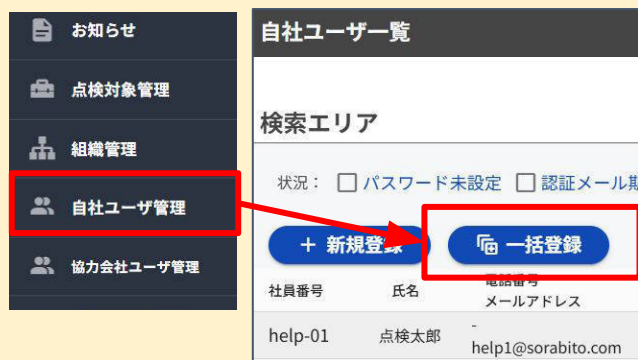 お知らせ
点検対象管理
組織管理
自社ユーザ管理
協力会社ユーザ管理
自社ユーザ一覧
検索エリア
状況： パスワード未設定 認証メール期
+ 新規登録 一括登録
社員番号 氏名 電話番号
メールアドレス
help-01 点検太郎 -
help1@sorabito.com